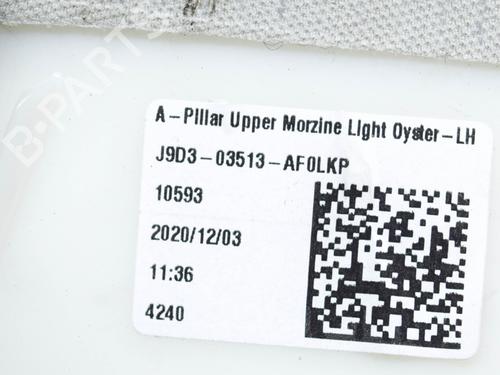 B-PARTS
A-Pillar Upper Morzine Light Oyster-LH
J9D3-03513-AF0LKP
10593
2020/12/03
11:36
4240